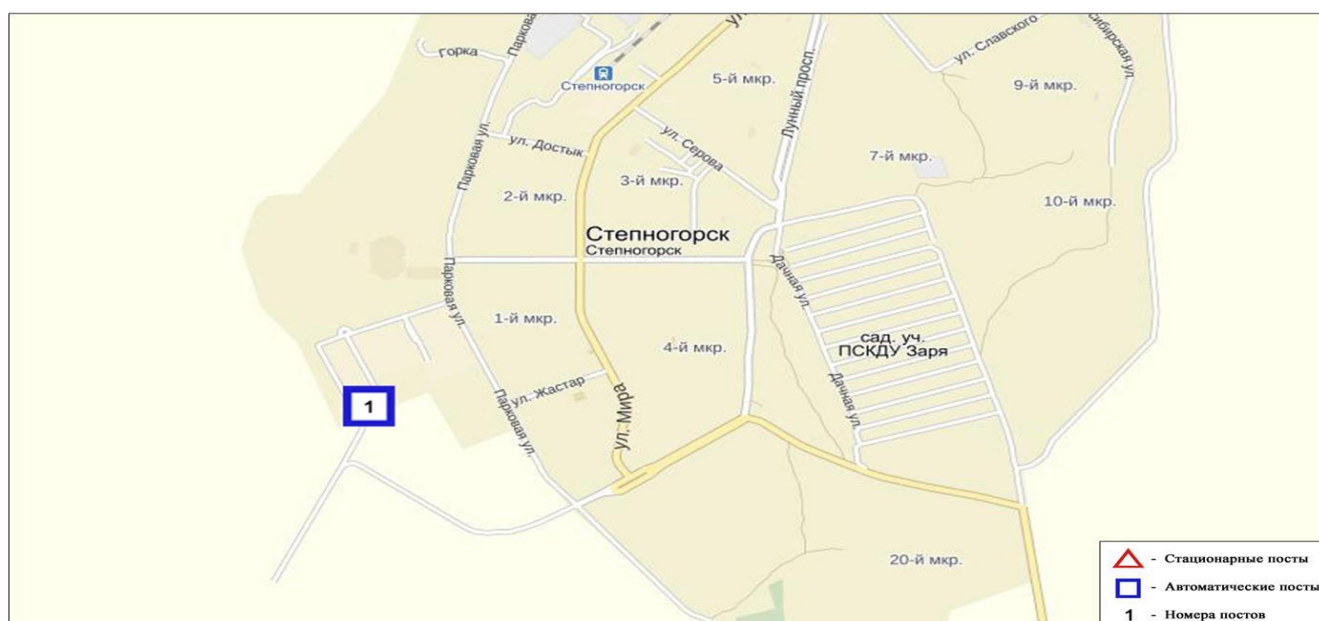 Парковая
ул.
Горка
Степногорск
5-й мкр.
Лунный просп.
ул. Славского
сибирская ул.
9-й мкр.
Парковая ул.
ул. Достык
ул. Серова
7-й мкр.
3-й мкр.
2-й мкр.
10-й мкр.
Степногорск
Степногорск
Парковая ул.
Дачная ул.
1-й мкр.
4-й мкр.
сад. уч.
ПСКДУ Заря
ул. Жастар
1
Парковая ул.
ул. Мира
Дачная ул.
20-й мкр.
- Стационарные посты
- Автоматические посты
1 - Номера постов